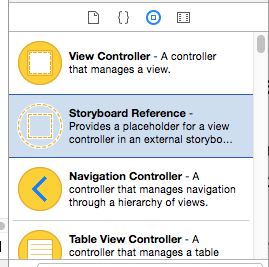 View Controller - A controller
that manages a view.
Storyboard Reference -
Provides a placeholder for a view
controller in an external storybo...
Navigation Controller - A
controller that manages navigation
through a hierarchy of views.
Table View Controller - A
controller that manages a table